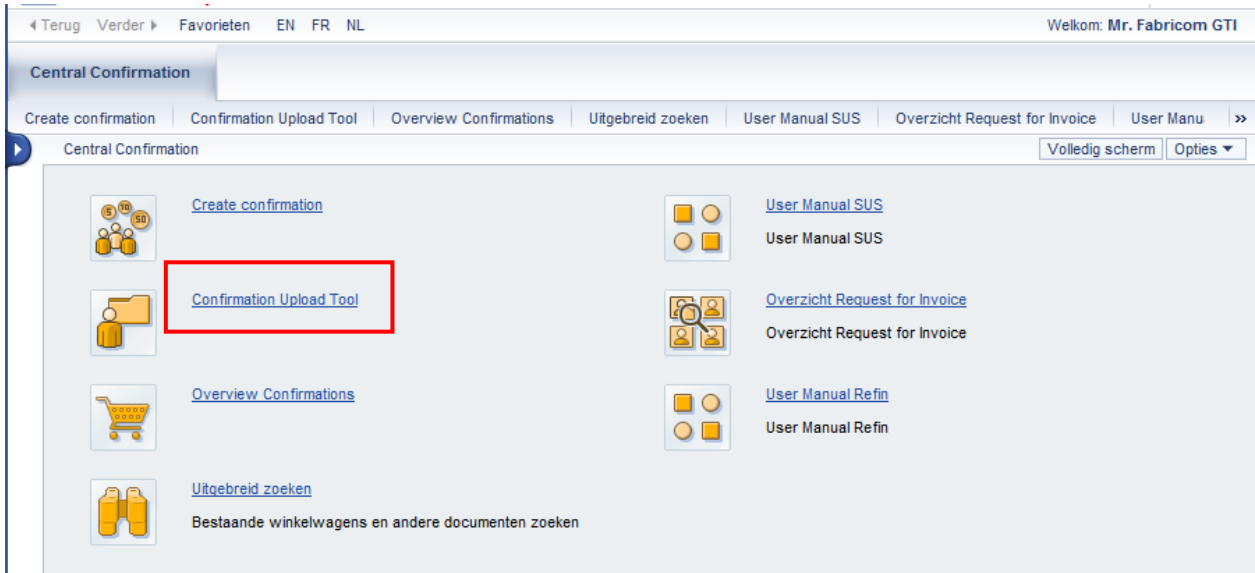 Terug Verder Favorieten EN FR NL Welkom: Mr. Fabricom GTI
Central Confirmation
Create confirmation Confirmation Upload Tool Overview Confirmations Uitgebreid zoeken User Manual SUS Overzicht Request for Invoice User Manu »
Central Confirmation Volledig scherm Opties
5 10 50
Create confirmation
User Manual SUS
User Manual SUS
Confirmation Upload Tool
Overzicht Request for Invoice
Overzicht Request for Invoice
Overview Confirmations
User Manual Refin
User Manual Refin
Uitgebreid zoeken
Bestaande winkelwagens en andere documenten zoeken